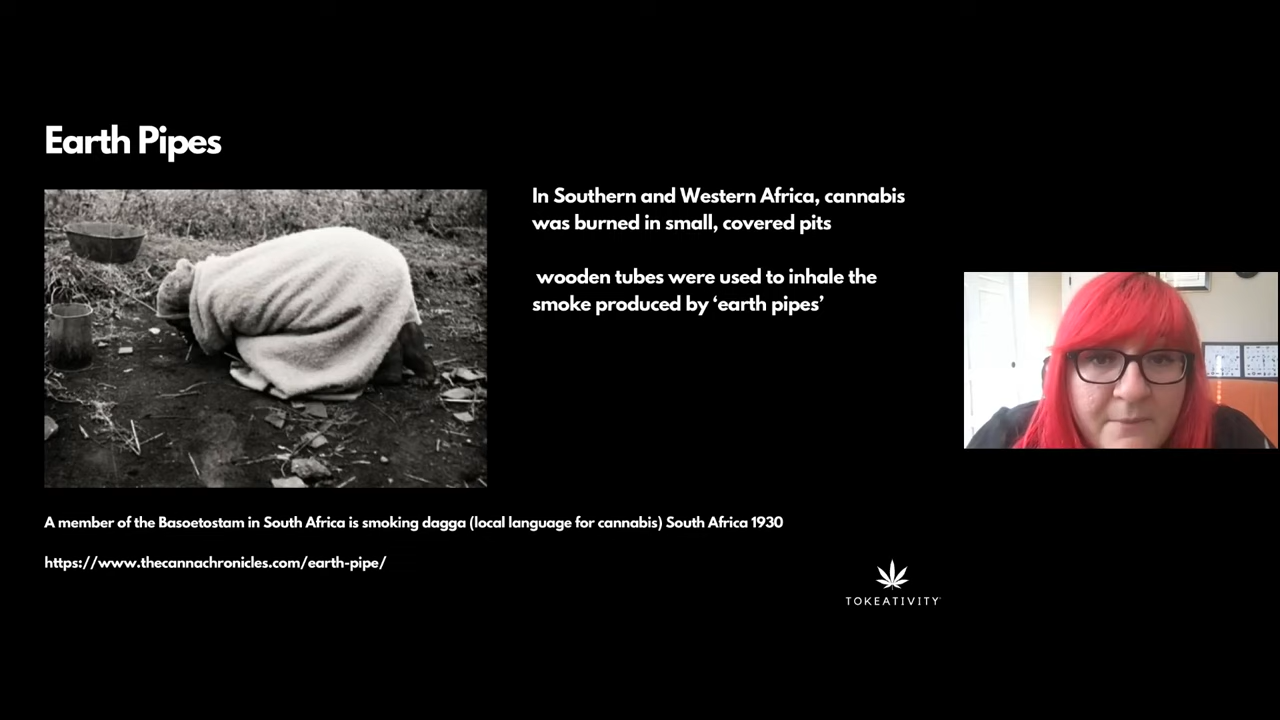 Earth Pipes
In Southern and Western Africa, cannabis
was burned in small, covered pits
wooden tubes were used to inhale the
smoke produced by ‘earth pipes’
A member of the Basoetostam in South Africa is smoking dagga (local language for cannabis) South Africa 1930
https://www.thecannachronicles.com/earth-pipe/
TOKEATIVITY